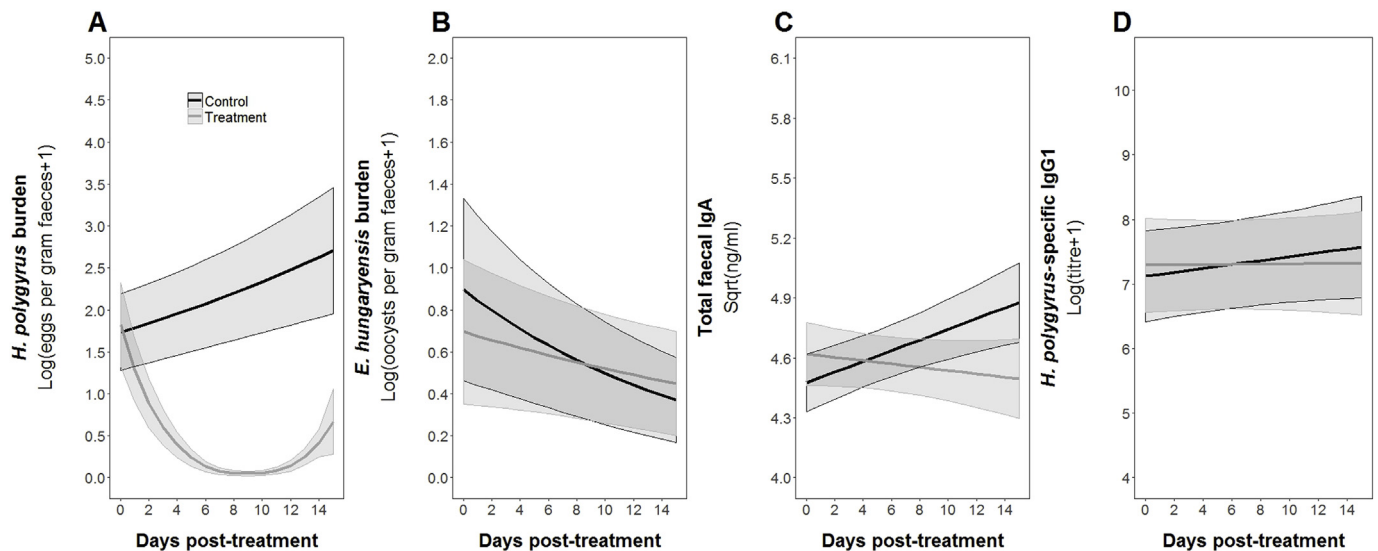 A
H. polygyrus burden
Log(eggs per gram faeces+1)
5.0
4.5
4.0
3.5
3.0
2.5
2.0
1.5
1.0
0.5
0.0
Control
Treatment
0 2 4 6 8 10 12 14
Days post-treatment
B
E. hungaryensis burden
Log(oocysts per gram faeces+1)
2.0
1.8
1.6
1.4
1.2
1.0
0.8
0.6
0.4
0.2
0.0
0 2 4 6 8 10 12 14
Days post-treatment
C
Total faecal IgA
Sqrt(ng/ml)
6.1
5.8
5.5
5.2
4.9
4.6
4.3
4.0
0 2 4 6 8 10 12 14
Days post-treatment
D
H. polygyrus-specific IgG1
Log(titre+1)
10
9
8
7
6
5
4
0 2 4 6 8 10 12 14
Days post-treatment